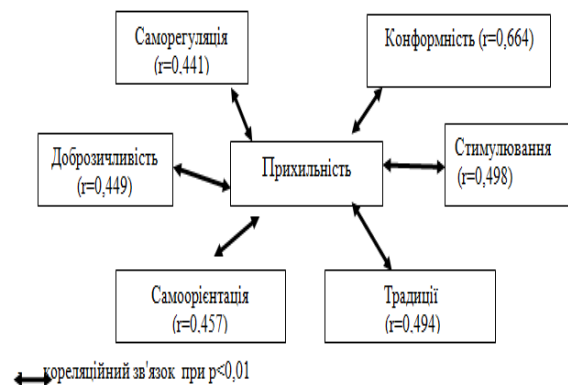 Саморегуляція
(r=0,441)
Конформність (r=0,664)
Доброзичливість
(r=0,449)
Прихильність
Стимулювання
(r=0,498)
Самоорієнтація
(r=0,457)
Традиції
(r=0,494)
кореляційний зв'язок при p<0,01